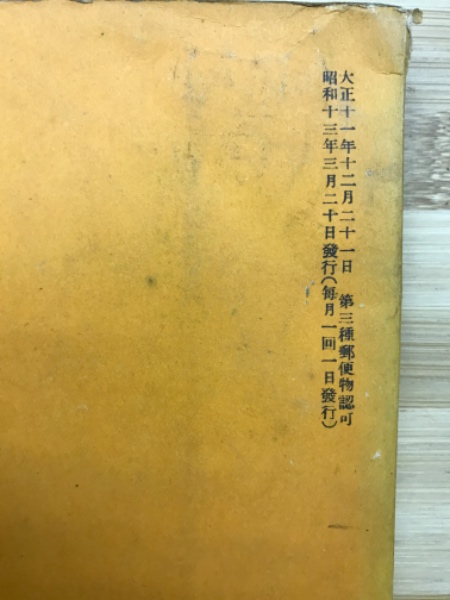 大正十一年十二月二十一日　第三種郵便物認可
昭和十三年三月二十日發行(每月一回一日發行)